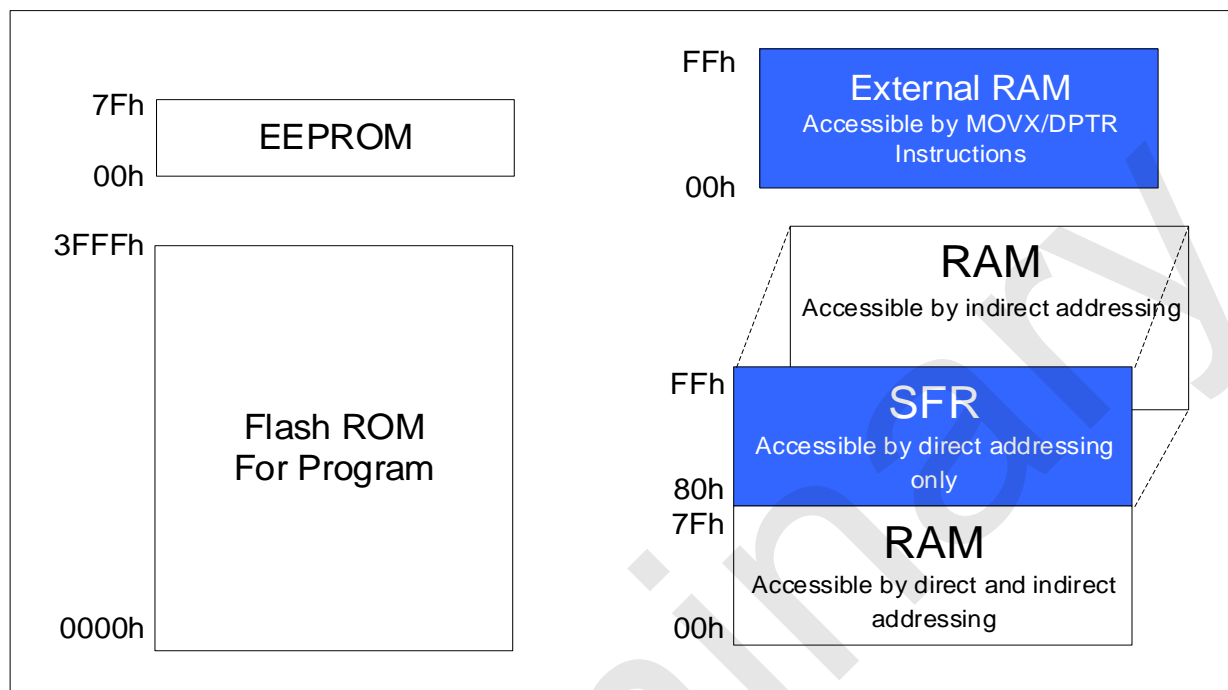 7Fh
EEPROM
00h
3FFFh
Flash ROM
For Program
0000h
FFh
External RAM
Accessible by MOVX/DPTR
Instructions
00h
RAM
Accessible by indirect addressing
FFh
SFR
Accessible by direct addressing
only
80h
7Fh
RAM
Accessible by direct and indirect
addressing
00h
inary